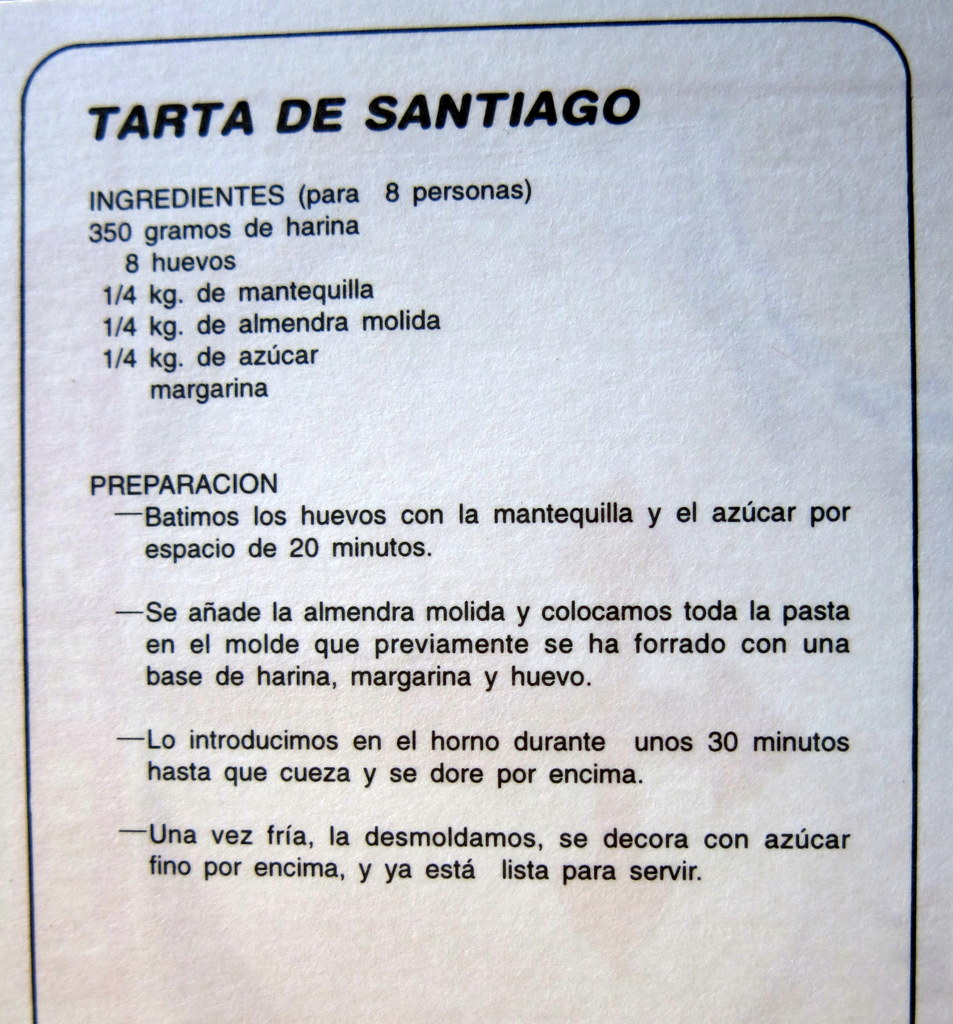 TARTA DE SANTIAGO
INGREDIENTES (para 8 personas)
350 gramos de harina
8 huevos
1/4 kg. de mantequilla
1/4 kg. de almendra molida
1/4 kg. de azúcar
margarina
PREPARACION
—Batimos los huevos con la mantequilla y el azúcar por
espacio de 20 minutos.
—Se añade la almendra molida y colocamos toda la pasta
en el molde que previamente se ha forrado con una
base de harina, margarina y huevo.
—Lo introducimos en el horno durante unos 30 minutos
hasta que cueza y se dore por encima.
—Una vez fría, la desmoldamos, se decora con azúcar
fino por encima, y ya está lista para servir.